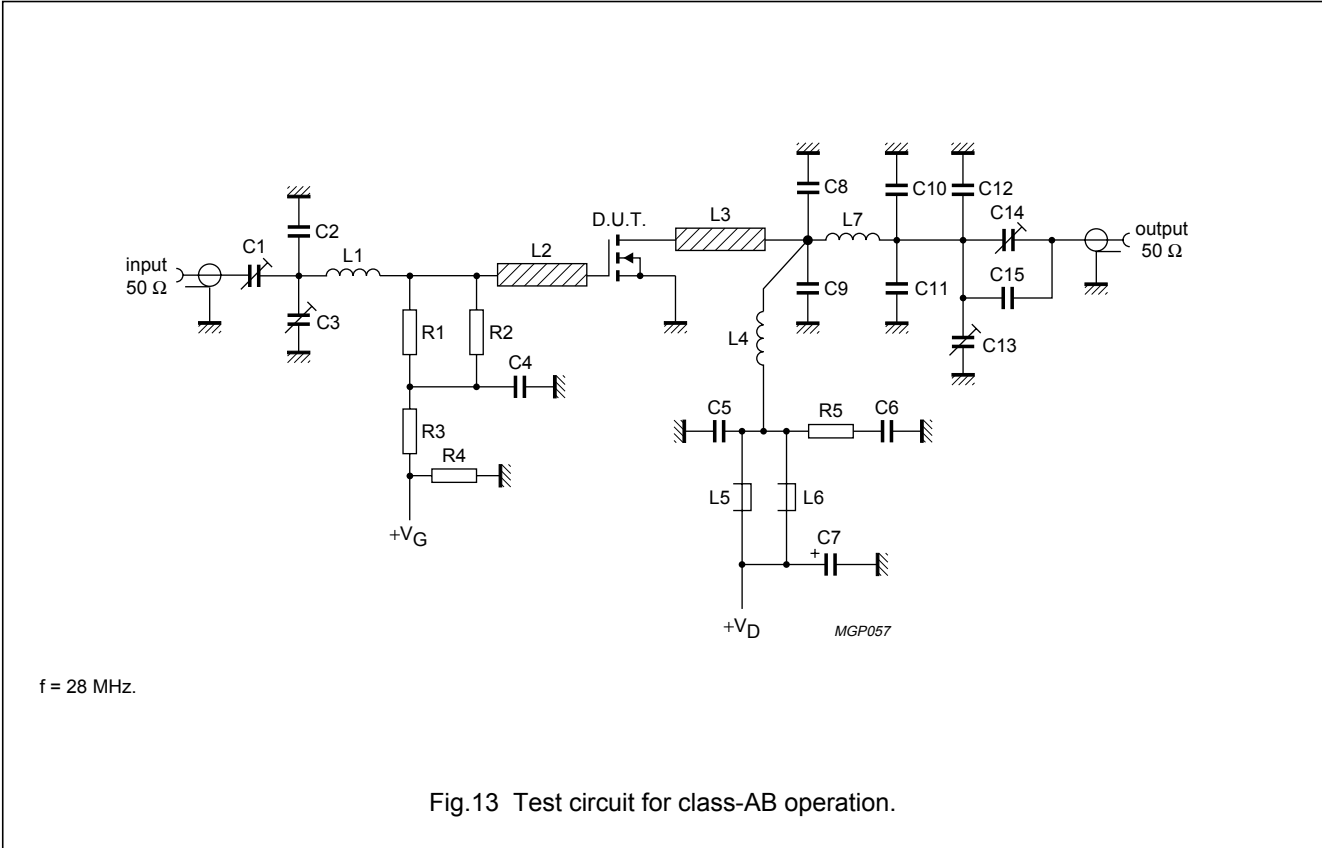 C8
C10
C12
D.U.T.
L3
L7
C14
output
50 Ω
C2
C1
L1
L2
input
50 Ω
C15
C9
C11
C3
R1
R2
L4
C13
C4
C5
R5
C6
R3
R4
L5
L6
+VG
C7
+
+VD
MGP057
f = 28 MHz.
Fig.13 Test circuit for class-AB operation.